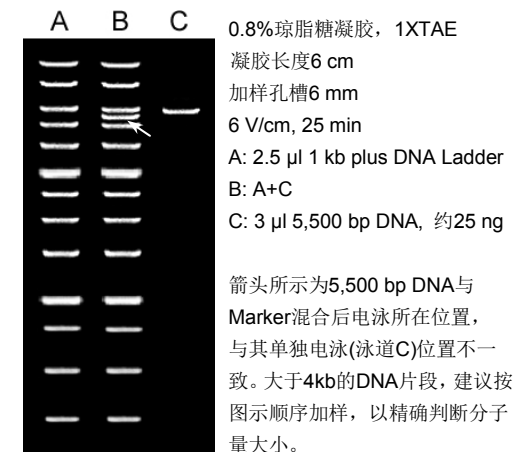 A B C
0.8%琼脂糖凝胶，1XTAE
凝胶长度6 cm
加样孔槽6 mm
6 V/cm, 25 min
A: 2.5 μl 1 kb plus DNA Ladder
B: A+C
C: 3 μl 5,500 bp DNA, 约25 ng
箭头所示为5,500 bp DNA与
Marker混合后电泳所在位置，
与其单独电泳(泳道C)位置不一
致。大于4kb的DNA片段，建议按
图示顺序加样，以精确判断分子
量大小。